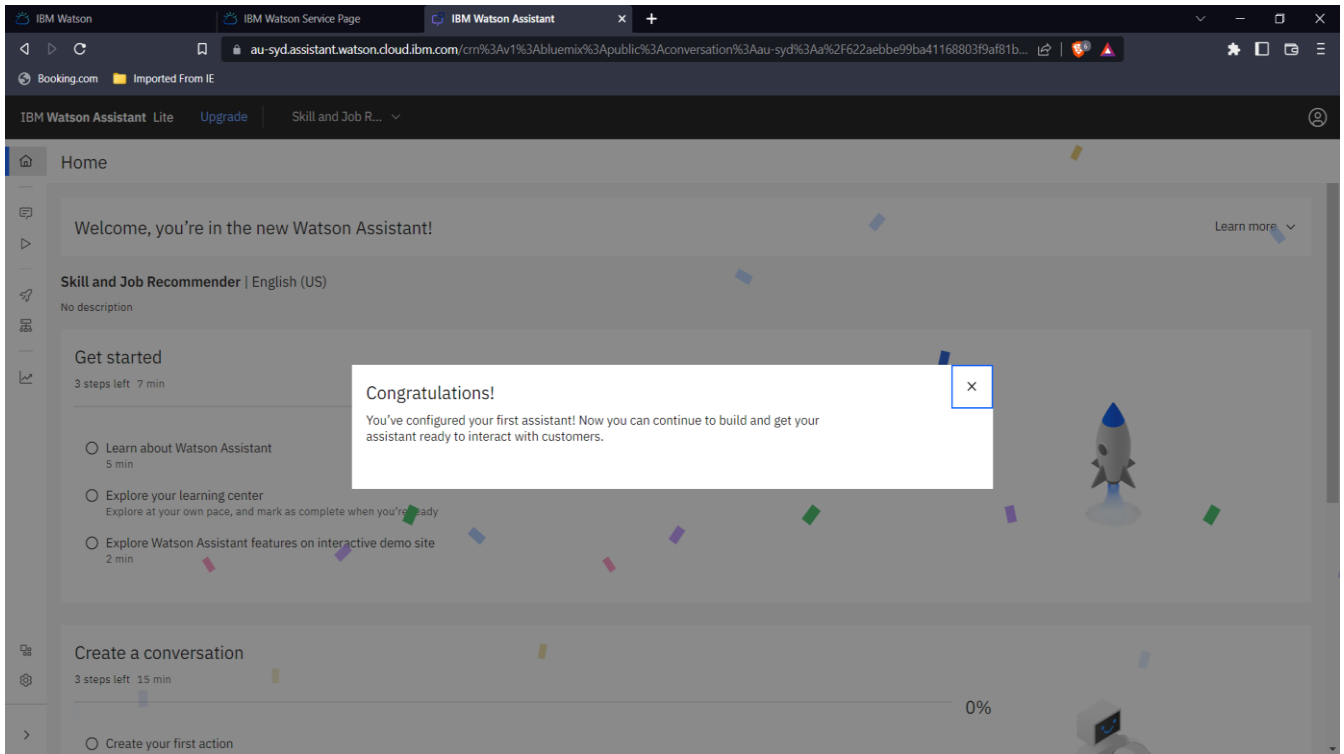 IBM Watson
IBM Watson Service Page
IBM Watson Assistant
au-syd.assistant.watson.cloud.ibm.com/crn%3Av1%3Abluemix%3Apublic%3Aconversation%3Aau-syd%3Aa%2F622aebbe99ba41168803f9af81b...
Booking.com
Imported From IE
IBM Watson Assistant Lite
Upgrade
Skill and Job R...
Home
Welcome, you're in the new Watson Assistant!
Learn more
Skill and Job Recommender | English (US)
No description
Get started
3 steps left 7 min
Congratulations!
You've configured your first assistant! Now you can continue to build and get your
assistant ready to interact with customers.
Learn about Watson Assistant
5 min
Explore your learning center
Explore at your own pace, and mark as complete when you're ready
Explore Watson Assistant features on interactive demo site
2 min
Create a conversation
3 steps left 15 min
0%
Create your first action